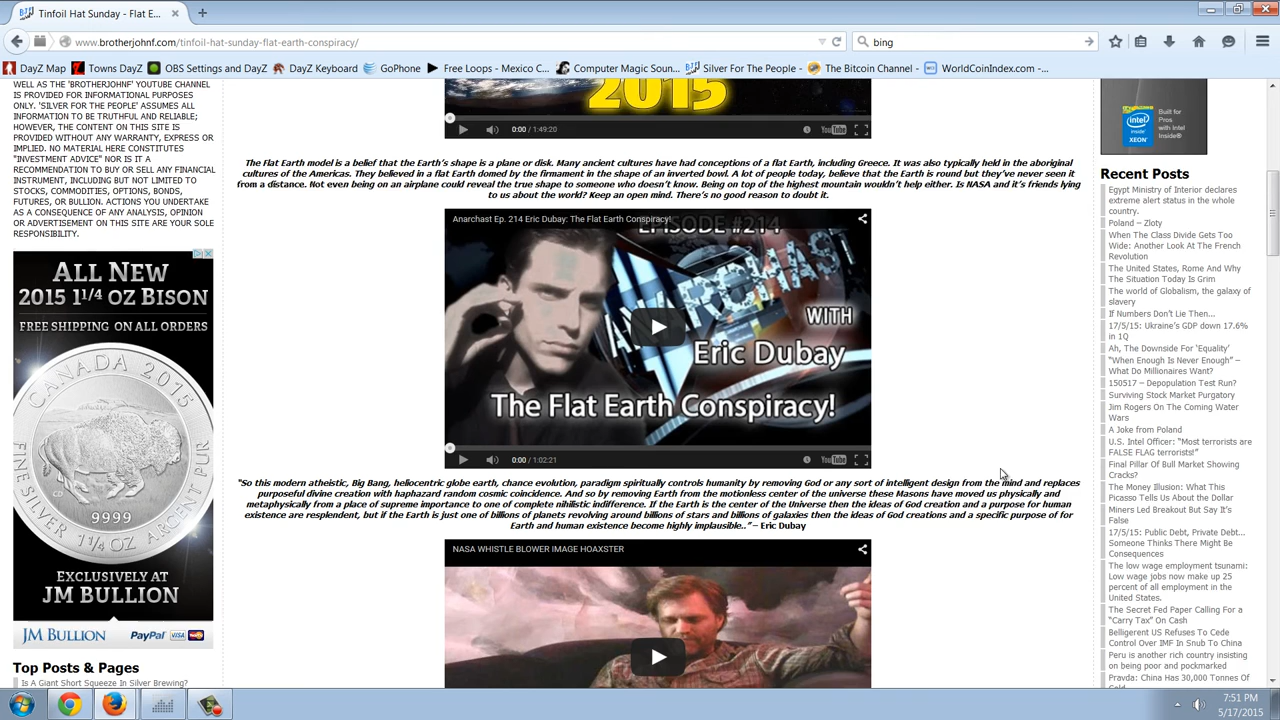 Tinfoil Hat Sunday - Flat E...
www.brotherjohnf.com/tinfoil-hat-sunday-flat-earth-conspiracy/
bing
DayZ Map
Towns DayZ
OBS Settings and DayZ
DayZ Keyboard
GoPhone
Free Loops - Mexico C...
Computer Magic Soun...
Silver For The People -
The Bitcoin Channel -
WorldCoinIndex.com -...
WELL AS THE 'BROTHERJOHNF' YOUTUBE CHANNEL
IS PROVIDED FOR INFORMATIONAL PURPOSES
ONLY. 'SILVER FOR THE PEOPLE' ASSUMES ALL
INFORMATION TO BE TRUTHFUL AND RELIABLE;
HOWEVER, THE CONTENT ON THIS SITE IS
PROVIDED WITHOUT ANY WARRANTY, EXPRESS OR
IMPLIED. NO MATERIAL HERE CONSTITUTES
"INVESTMENT ADVICE" NOR IS IT A
RECOMMENDATION TO BUY OR SELL ANY FINANCIAL
INSTRUMENT, INCLUDING BUT NOT LIMITED TO
STOCKS, COMMODITIES, OPTIONS, BONDS,
FUTURES, OR BULLION. ACTIONS YOU UNDERTAKE
AS A CONSEQUENCE OF ANY ANALYSIS, OPINION
OR ADVERTISEMENT ON THIS SITE ARE YOUR SOLE
RESPONSIBILITY.
ALL NEW
2015 1 1/4 OZ BISON
FREE SHIPPING ON ALL ORDERS
CANADA 2015
9999
FINE SILVER 1 1/4 OZ ARGENT PUR
EXCLUSIVELY AT
JM BULLION
JM BULLION
PayPal
VISA
Top Posts & Pages
Is A Giant Short Squeeze In Silver Brewing?
2015
0:00 / 1:49:20
YouTube
The Flat Earth model is a belief that the Earth's shape is a plane or disk. Many ancient cultures have had conceptions of a flat Earth, including Greece. It was also typically held in the aboriginal
cultures of the Americas. They believed in a flat Earth domed by the firmament in the shape of an inverted bowl. A lot of people today, believe that the Earth is round but they've never seen it
from a distance. Not even being on an airplane could reveal the true shape to someone who doesn't know. Being on top of the highest mountain wouldn't help either. Is NASA and it's friends lying
to us about the world? Keep an open mind. There's no good reason to doubt it.
Anarchast Ep. 214 Eric Dubay: The Flat Earth Conspiracy!
EPISODE #214
WITH
Eric Dubay
The Flat Earth Conspiracy!
0:00 / 1:02:21
YouTube
"So this modern atheistic, Big Bang, heliocentric globe earth, chance evolution, paradigm spiritually controls humanity by removing God or any sort of intelligent design from the mind and replaces
purposeful divine creation with haphazard random cosmic coincidence. And so by removing Earth from the motionless center of the universe these Masons have moved us physically and
metaphysically from a place of supreme importance to one of complete nihilistic indifference. If the Earth is the center of the Universe then the ideas of God creation and a purpose for human
existence are resplendent, but if the Earth is just one of billions of planets revolving around billions of stars and billions of galaxies then the ideas of God creations and a specific purpose of for
Earth and human existence become highly implausible.." – Eric Dubay
NASA WHISTLE BLOWER IMAGE HOAXSTER
intel
inside
XEON
Built for
Pros with
Intel Inside®
Recent Posts
Egypt Ministry of Interior declares
extreme alert status in the whole
country.
Poland – Zloty
When The Class Divide Gets Too
Wide: Another Look At The French
Revolution
The United States, Rome And Why
The Situation Today Is Grim
The world of Globalism, the galaxy of
slavery
If Numbers Don't Lie Then...
17/5/15: Ukraine's GDP down 17.6%
in 1Q
Ah, The Downside For 'Equality'
"When Enough Is Never Enough" –
What Do Millionaires Want?
150517 – Depopulation Test Run?
Surviving Stock Market Purgatory
Jim Rogers On The Coming Water
Wars
A Joke from Poland
U.S. Intel Officer: "Most terrorists are
FALSE FLAG terrorists!"
Final Pillar Of Bull Market Showing
Cracks?
The Money Illusion: What This
Picasso Tells Us About the Dollar
Miners Led Breakout But Say It's
False
17/5/15: Public Debt, Private Debt...
Someone Thinks There Might Be
Consequences
The low wage employment tsunami:
Low wage jobs now make up 25
percent of all employment in the
United States.
The Secret Fed Paper Calling For a
"Carry Tax" On Cash
Belligerent US Refuses To Cede
Control Over IMF In Snub To China
Peru is another rich country insisting
on being poor and pockmarked
Pravda: China Has 30,000 Tonnes Of
Gold
7:51 PM
5/17/2015